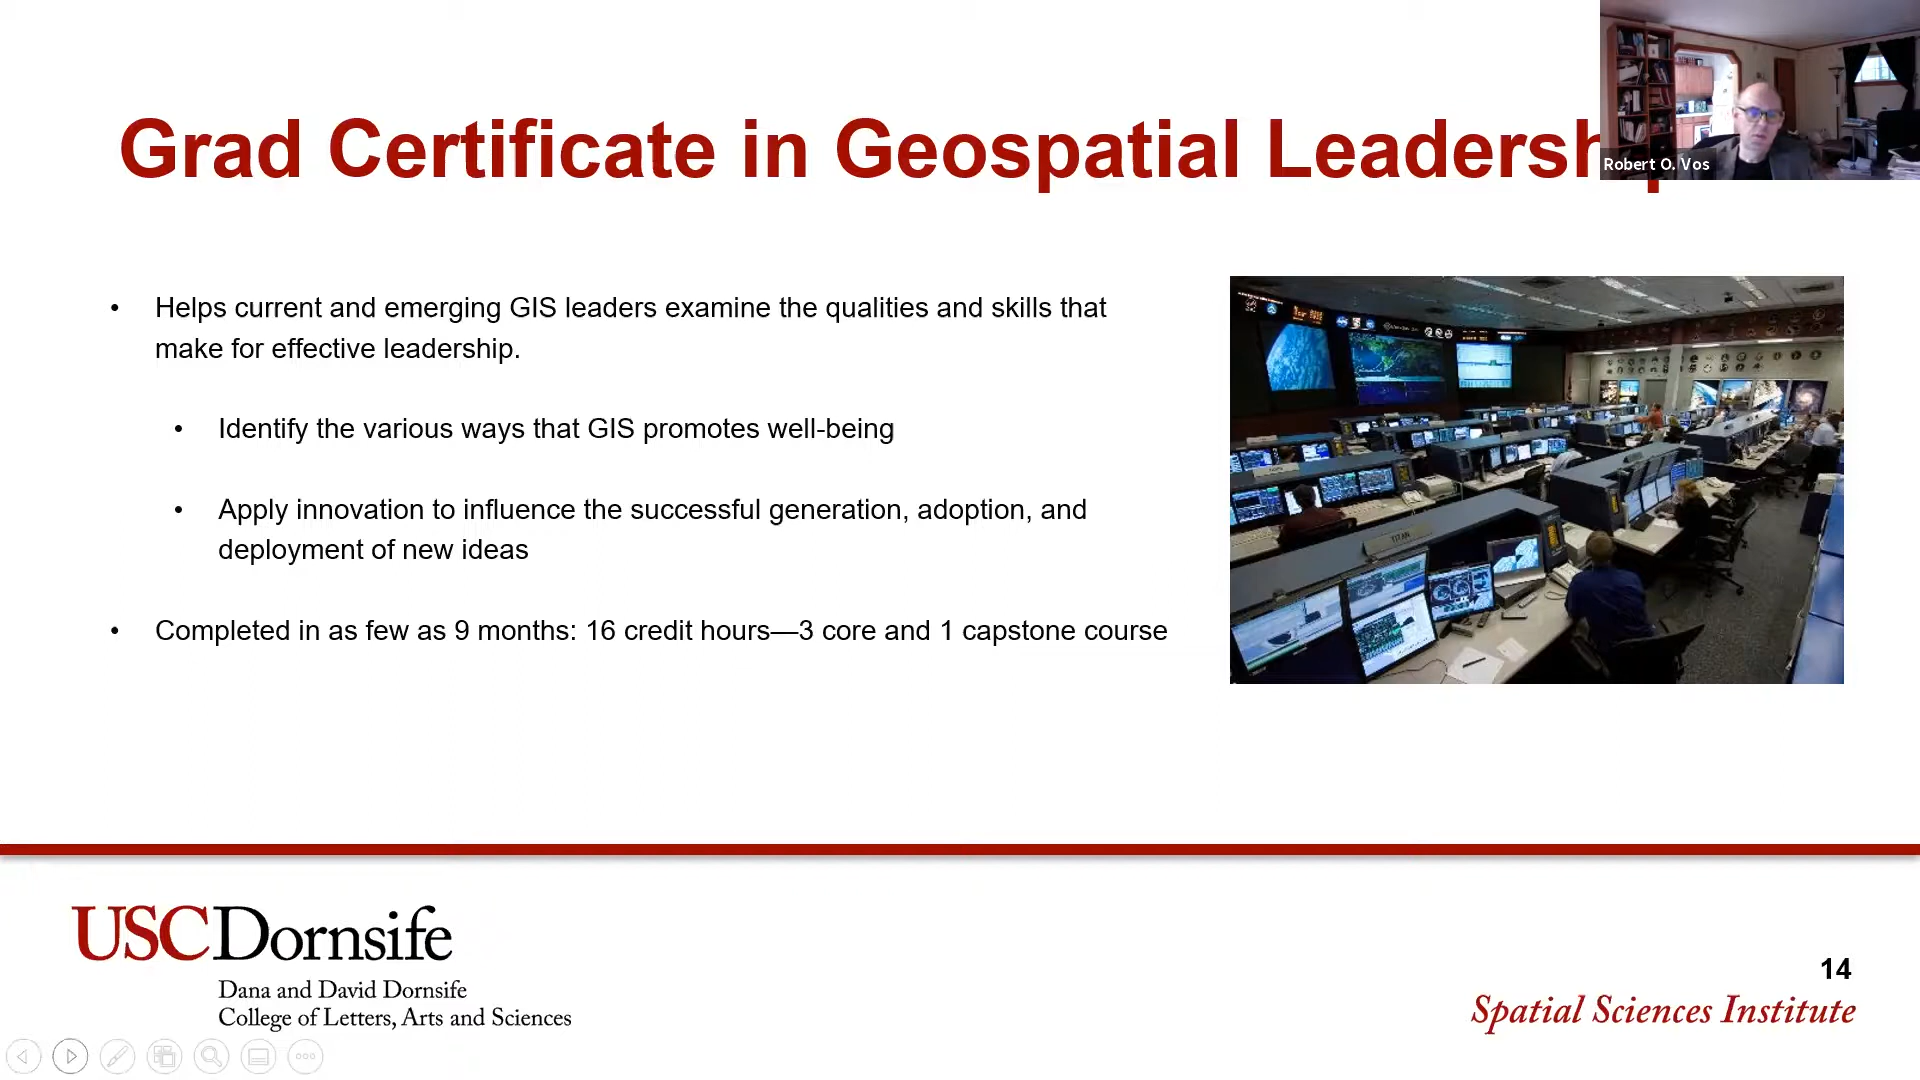 Grad Certificate in Geospatial Leadership
Robert O. Vos
• Helps current and emerging GIS leaders examine the qualities and skills that
make for effective leadership.
• Identify the various ways that GIS promotes well-being
• Apply innovation to influence the successful generation, adoption, and
deployment of new ideas
• Completed in as few as 9 months: 16 credit hours—3 core and 1 capstone course
TITAN
USCDornsife
Dana and David Dornsife
College of Letters, Arts and Sciences
14
Spatial Sciences Institute